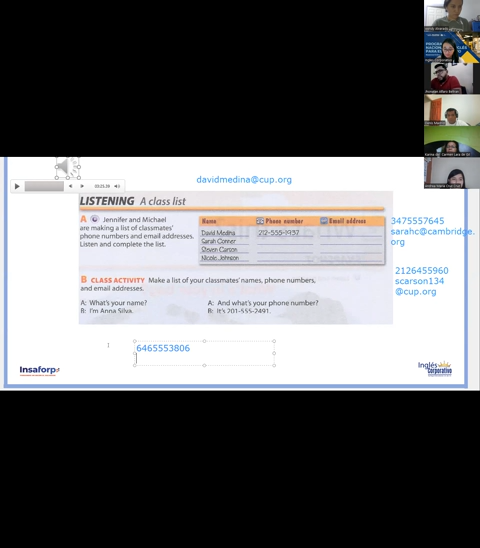 davidmedina@cup.org
LISTENING A class list
A Jennifer and Michael
are making a list of classmates'
phone numbers and email addresses.
Listen and complete the list.
Name Phone number Email address
David Medina 212-555-1937
Sarah Conner
Steven Carson
Nicole Johnson
3475557645
sarahc@cambridge.
org
2126455960
scarson134
@cup.org
B CLASS ACTIVITY Make a list of your classmates' names, phone numbers,
and email addresses.
A: What's your name?
B: I'm Anna Silva.
A: And what's your phone number?
B: It's 201-555-2491.
6465553806
Insaforp
Inglés
Corporativo